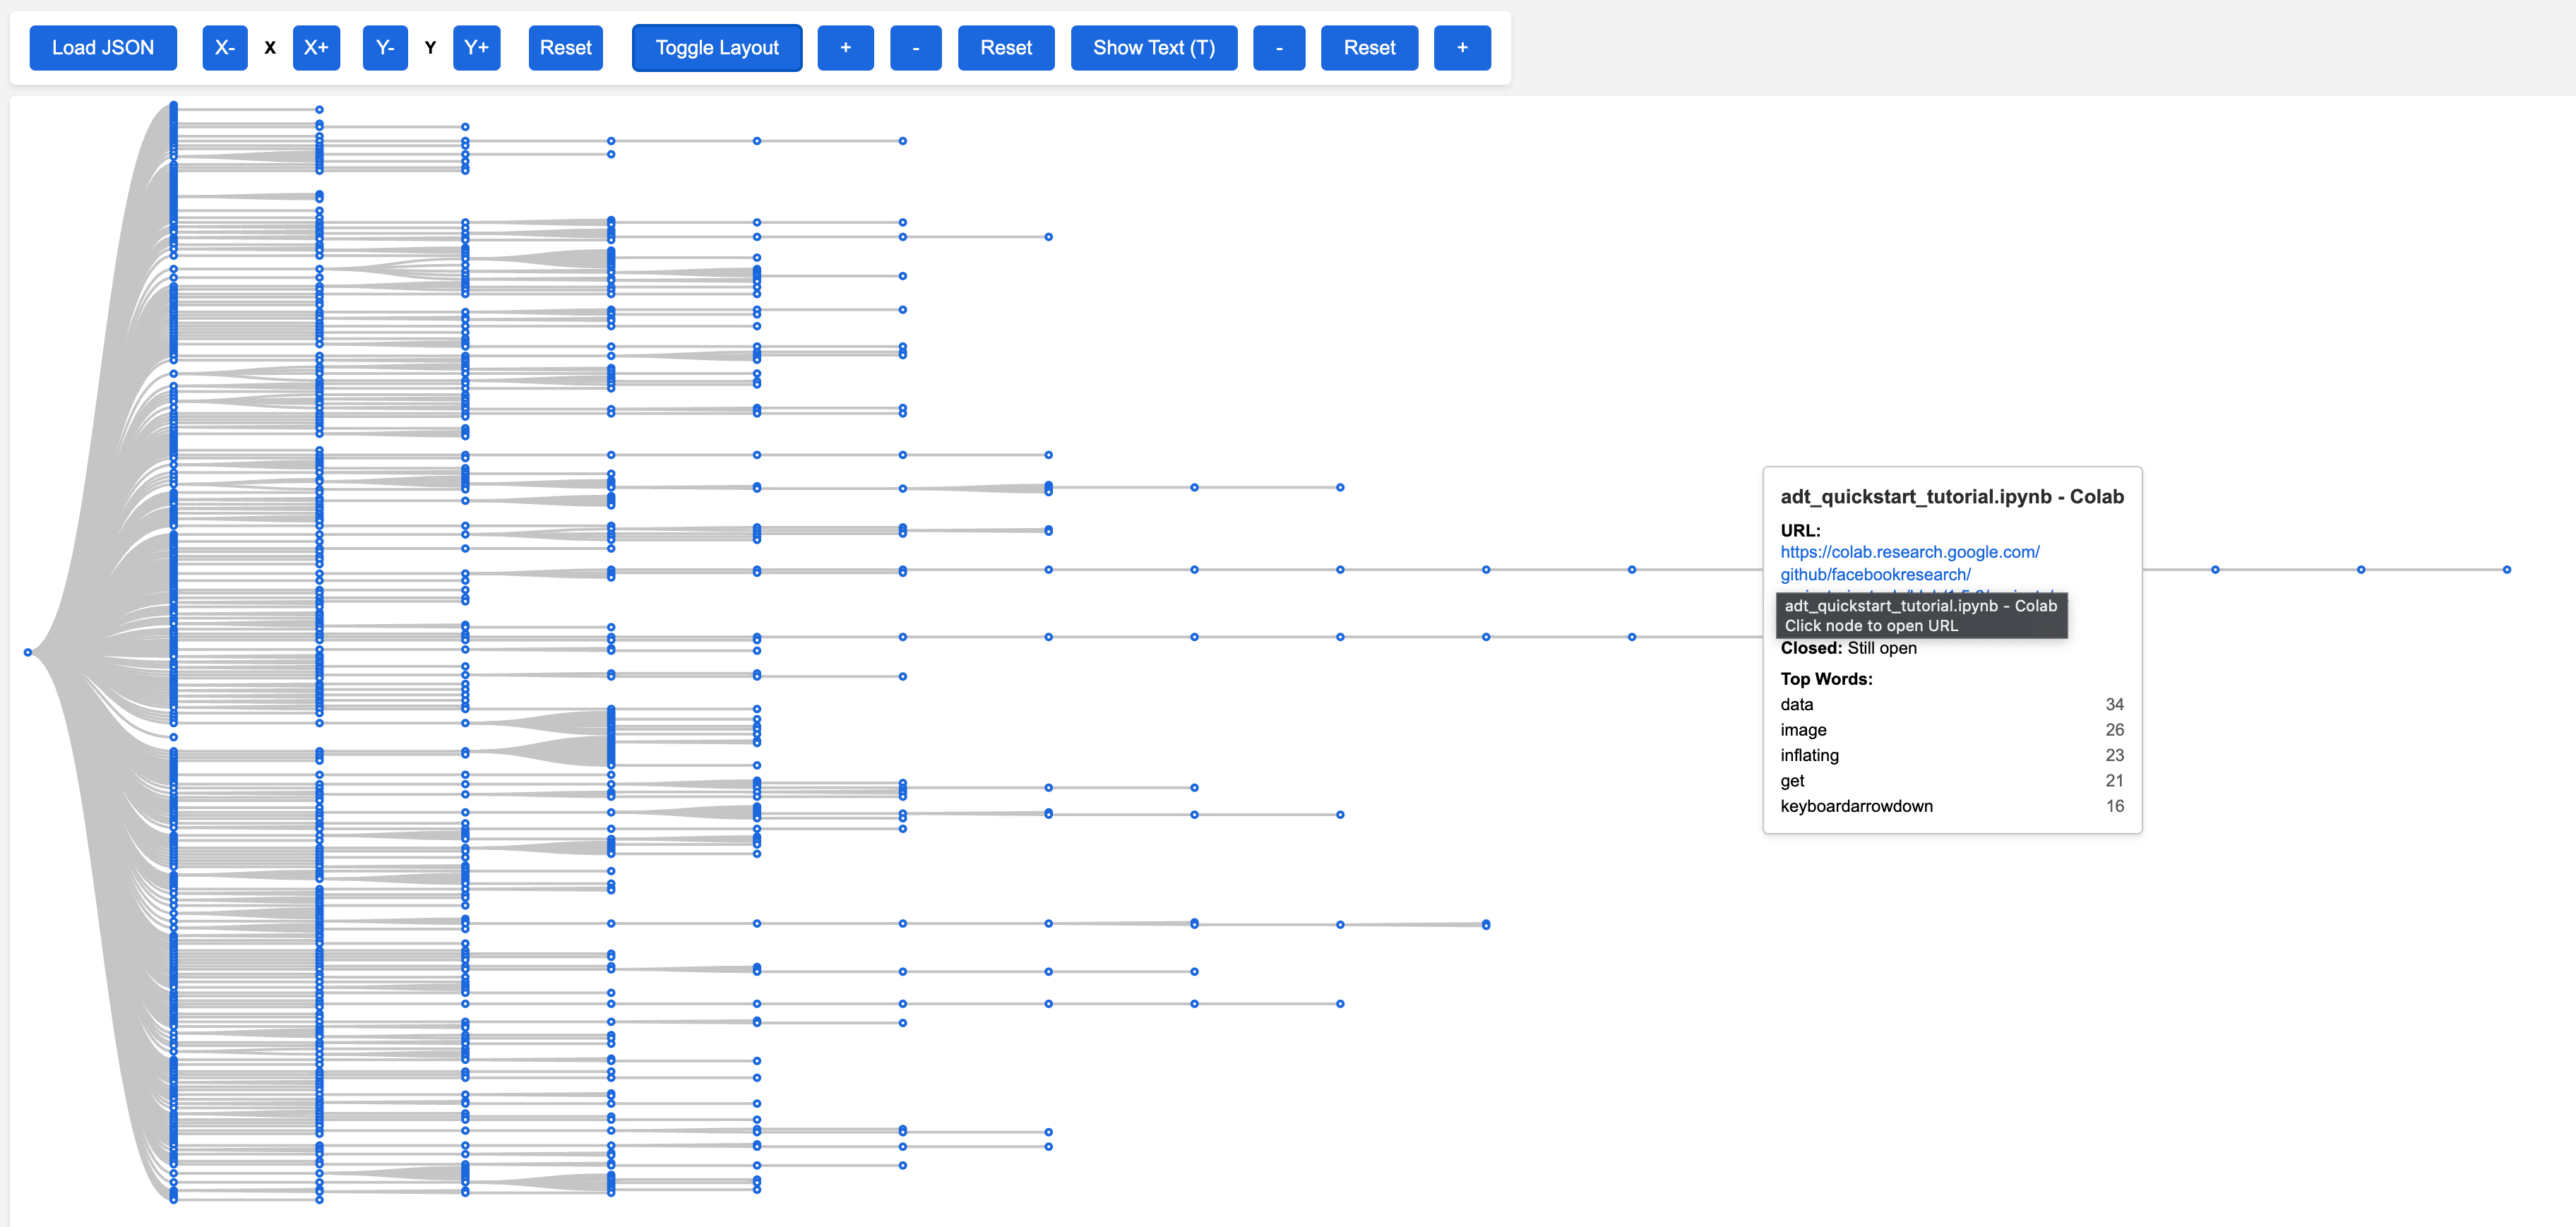 Load JSON X- X X+ Y- Y Y+ Reset Toggle Layout + - Reset Show Text (T) - Reset +
adt_quickstart_tutorial.ipynb - Colab
URL:
https://colab.research.google.com/
github/facebookresearch/
adt_quickstart_tutorial.ipynb - Colab
Click node to open URL
Closed: Still open
Top Words:
data 34
image 26
inflating 23
get 21
keyboardarrowdown 16